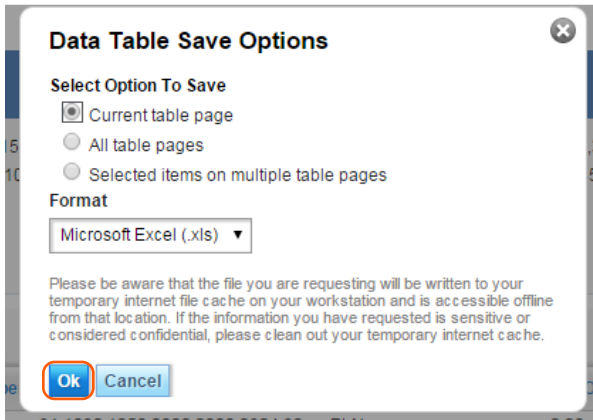 Data Table Save Options
Select Option To Save
Current table page
All table pages
Selected items on multiple table pages
Format
Microsoft Excel (.xls)
Please be aware that the file you are requesting will be written to your
temporary internet file cache on your workstation and is accessible offline
from that location. If the information you have requested is sensitive or
considered confidential, please clean out your temporary internet cache.
Ok Cancel